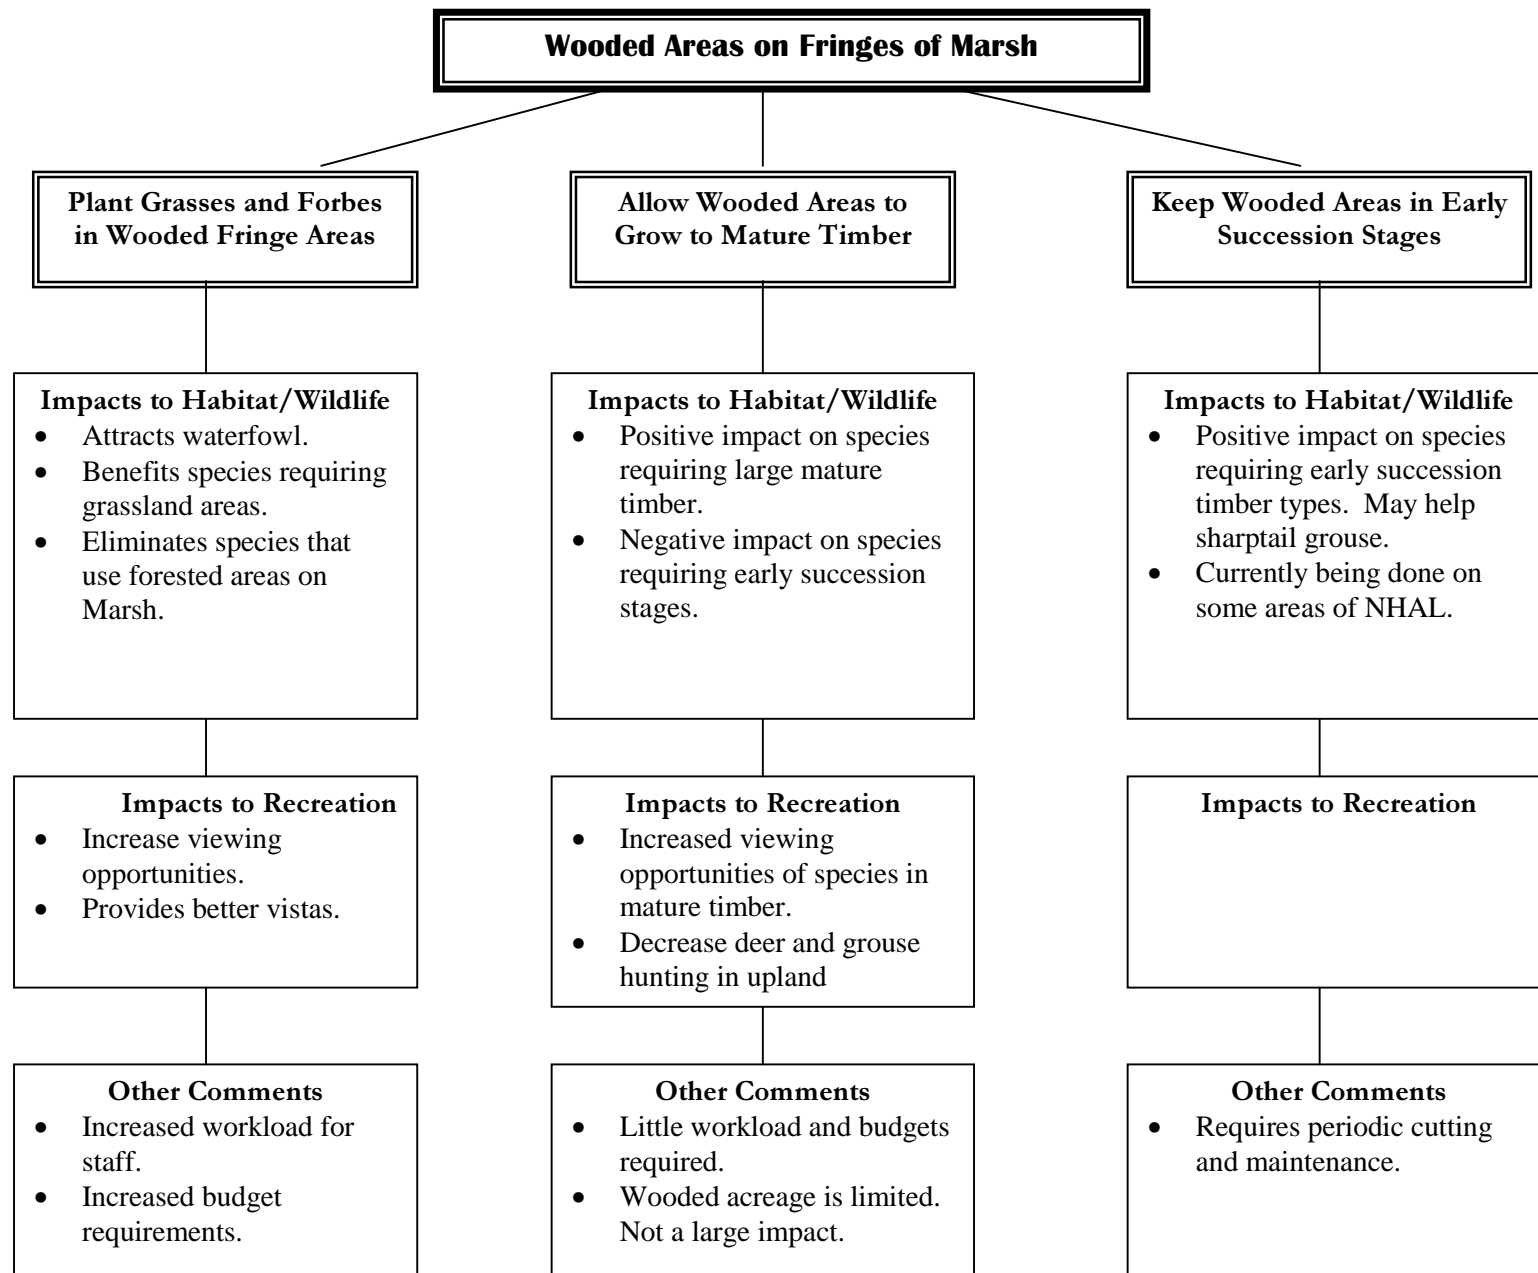 Wooded Areas on Fringes of Marsh
Plant Grasses and Forbes
in Wooded Fringe Areas
Allow Wooded Areas to
Grow to Mature Timber
Keep Wooded Areas in Early
Succession Stages
Impacts to Habitat/Wildlife
• Attracts waterfowl.
• Benefits species requiring
grassland areas.
• Eliminates species that
use forested areas on
Marsh.
Impacts to Habitat/Wildlife
• Positive impact on species
requiring large mature
timber.
• Negative impact on species
requiring early succession
stages.
Impacts to Habitat/Wildlife
• Positive impact on species
requiring early succession
timber types.  May help
sharptail grouse.
• Currently being done on
some areas of NHAL.
Impacts to Recreation
• Increase viewing
opportunities.
• Provides better vistas.
Impacts to Recreation
• Increased viewing
opportunities of species in
mature timber.
• Decrease deer and grouse
hunting in upland
Impacts to Recreation
Other Comments
• Increased workload for
staff.
• Increased budget
requirements.
Other Comments
• Little workload and budgets
required.
• Wooded acreage is limited.
Not a large impact.
Other Comments
• Requires periodic cutting
and maintenance.